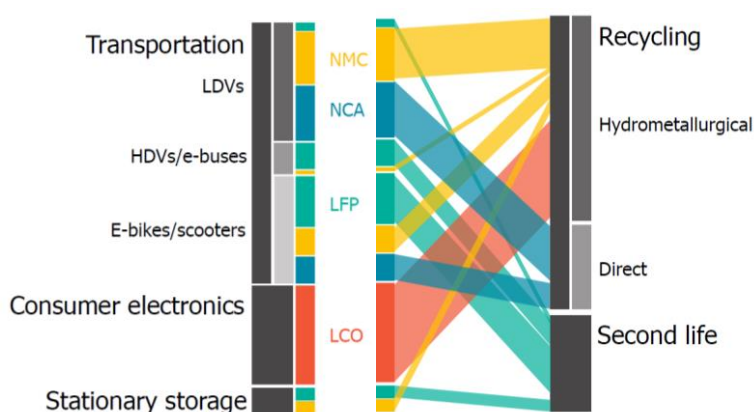 Transportation
LDVs
HDVs/e-buses
E-bikes/scooters
Consumer electronics
Stationary storage
NMC
NCA
LFP
LCO
Recycling
Hydrometallurgical
Direct
Second life